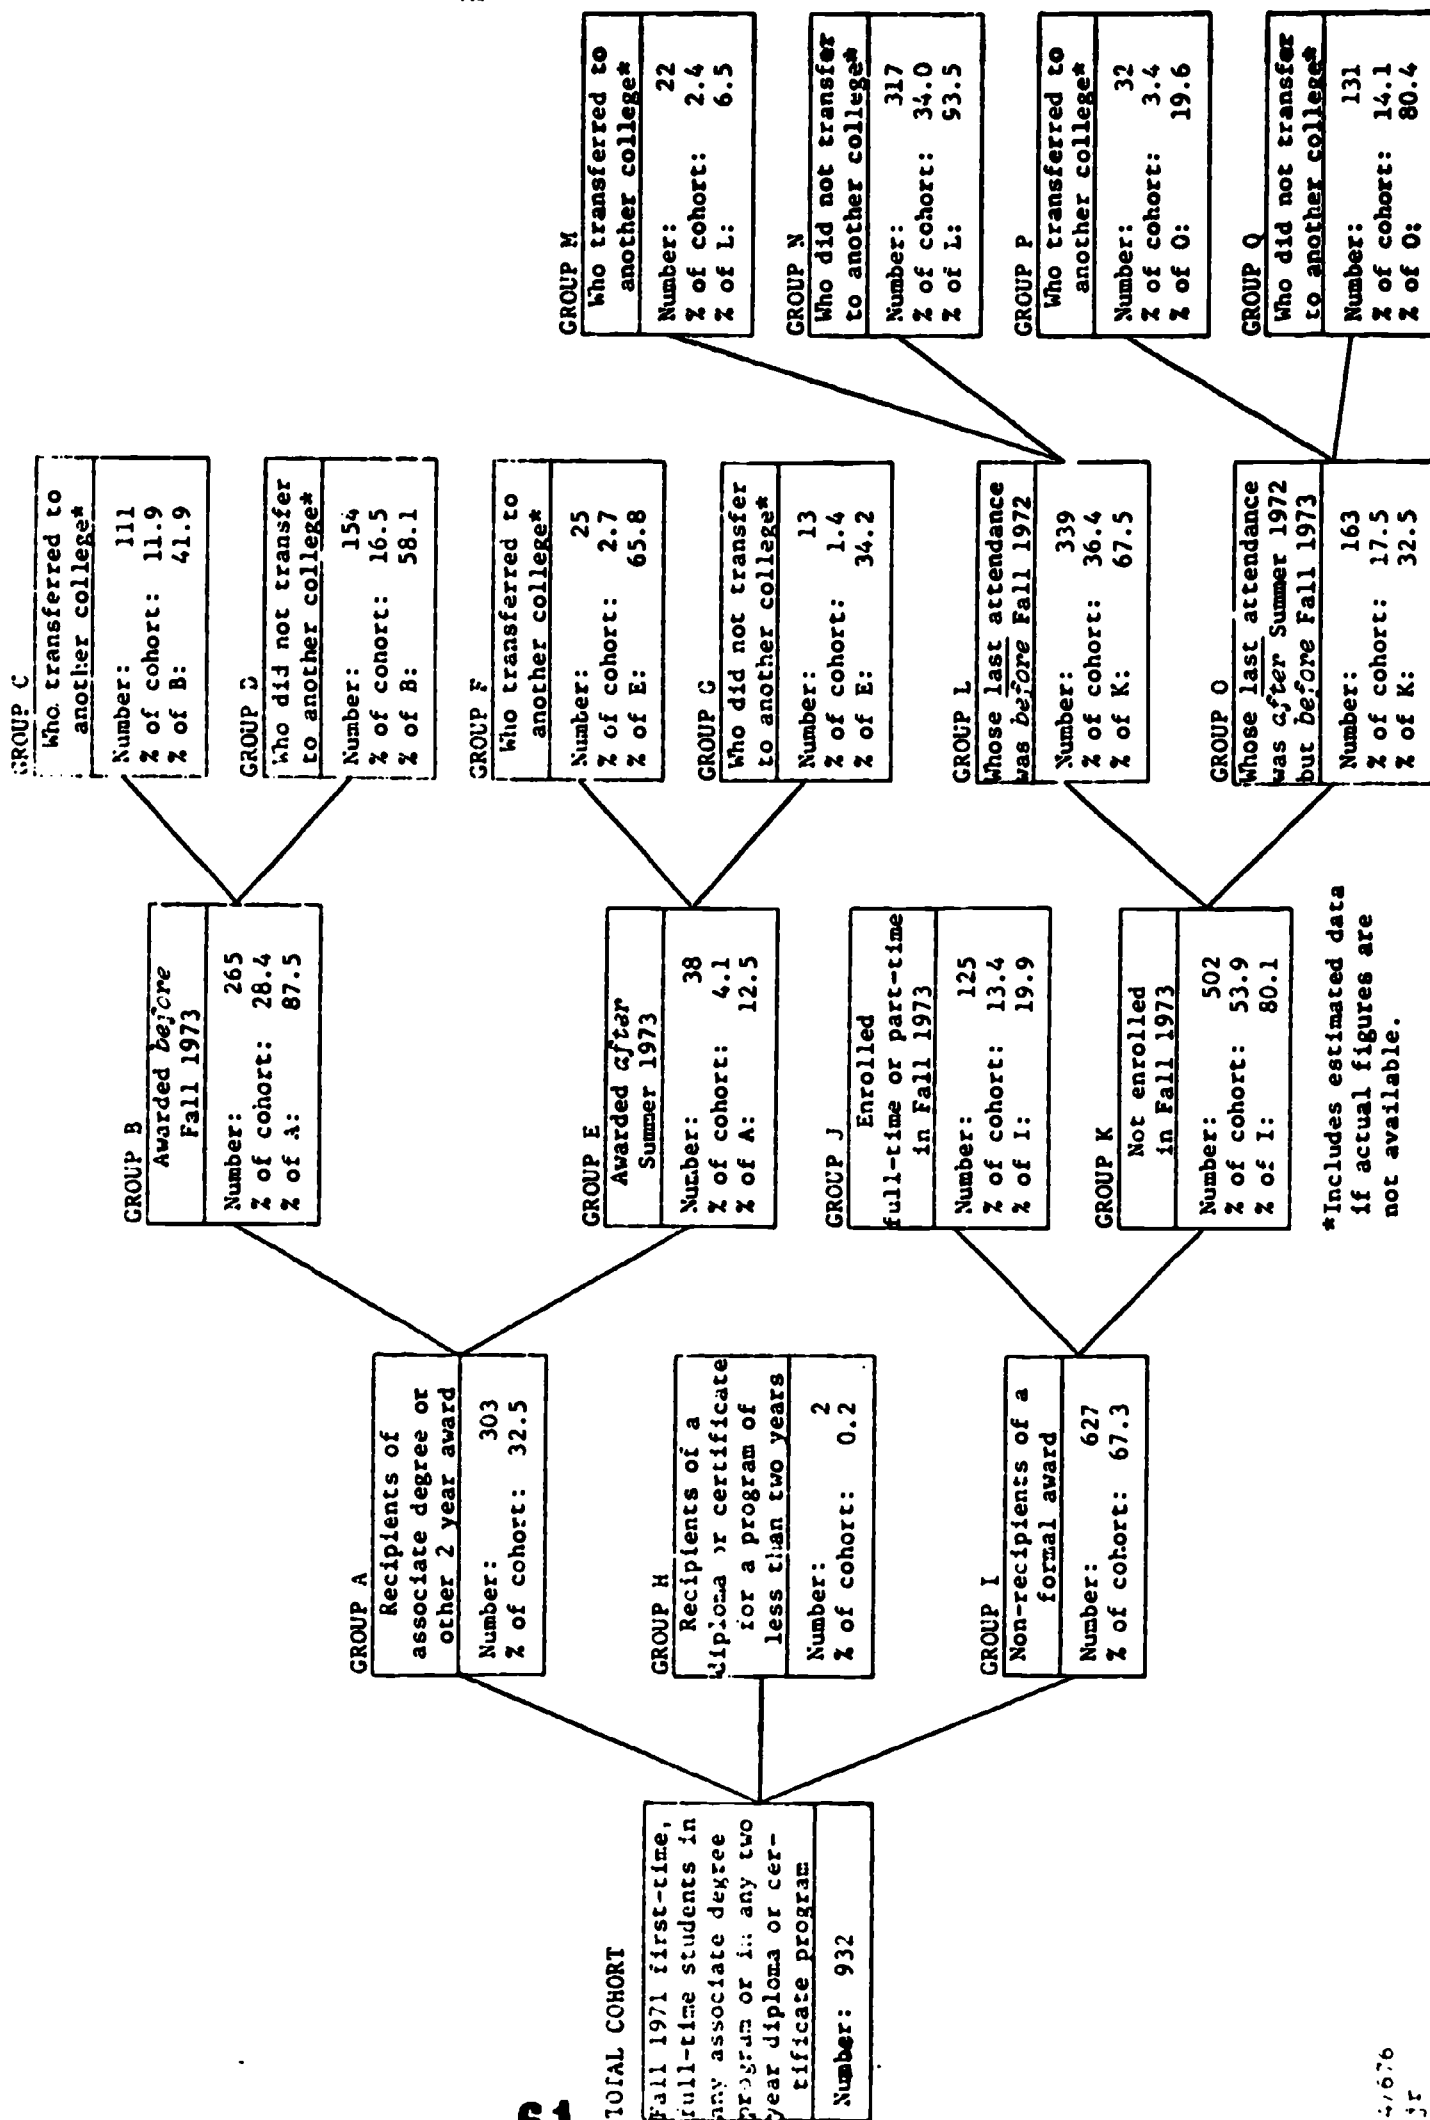 TOTAL COHORT
Fall 1971 first-time,
full-time students in
any associate degree
program or in any two
year diploma or cer-
tificate program
Number: 932
GROUP A
Recipients of
associate degree or
other 2 year award
Number: 303
% of cohort: 32.5
GROUP H
Recipients of a
diploma or certificate
for a program of
less than two years
Number: 2
% of cohort: 0.2
GROUP I
Non-recipients of a
formal award
Number: 627
% of cohort: 67.3
GROUP B
Awarded before
Fall 1973
Number: 265
% of cohort: 28.4
% of A: 87.5
GROUP E
Awarded after
Summer 1973
Number: 38
% of cohort: 4.1
% of A: 12.5
GROUP J
Enrolled
full-time or part-time
in Fall 1973
Number: 125
% of cohort: 13.4
% of I: 19.9
GROUP K
Not enrolled
in Fall 1973
Number: 502
% of cohort: 53.9
% of I: 80.1
GROUP C
Who transferred to
another college*
Number: 111
% of cohort: 11.9
% of B: 41.9
GROUP D
Who did not transfer
to another college*
Number: 154
% of cohort: 16.5
% of B: 58.1
GROUP F
Who transferred to
another college*
Number: 25
% of cohort: 2.7
% of E: 65.8
GROUP G
Who did not transfer
to another college*
Number: 13
% of cohort: 1.4
% of E: 34.2
GROUP L
Whose last attendance
was before Fall 1972
Number: 339
% of cohort: 36.4
% of K: 67.5
GROUP O
Whose last attendance
was after Summer 1972
but before Fall 1973
Number: 163
% of cohort: 17.5
% of K: 32.5
GROUP M
Who transferred to
another college*
Number: 22
% of cohort: 2.4
% of L: 6.5
GROUP N
Who did not transfer
to another college*
Number: 317
% of cohort: 34.0
% of L: 93.5
GROUP P
Who transferred to
another college*
Number: 32
% of cohort: 3.4
% of O: 19.6
GROUP Q
Who did not transfer
to another college*
Number: 131
% of cohort: 14.1
% of O: 80.4
*Includes estimated data
if actual figures are
not available.